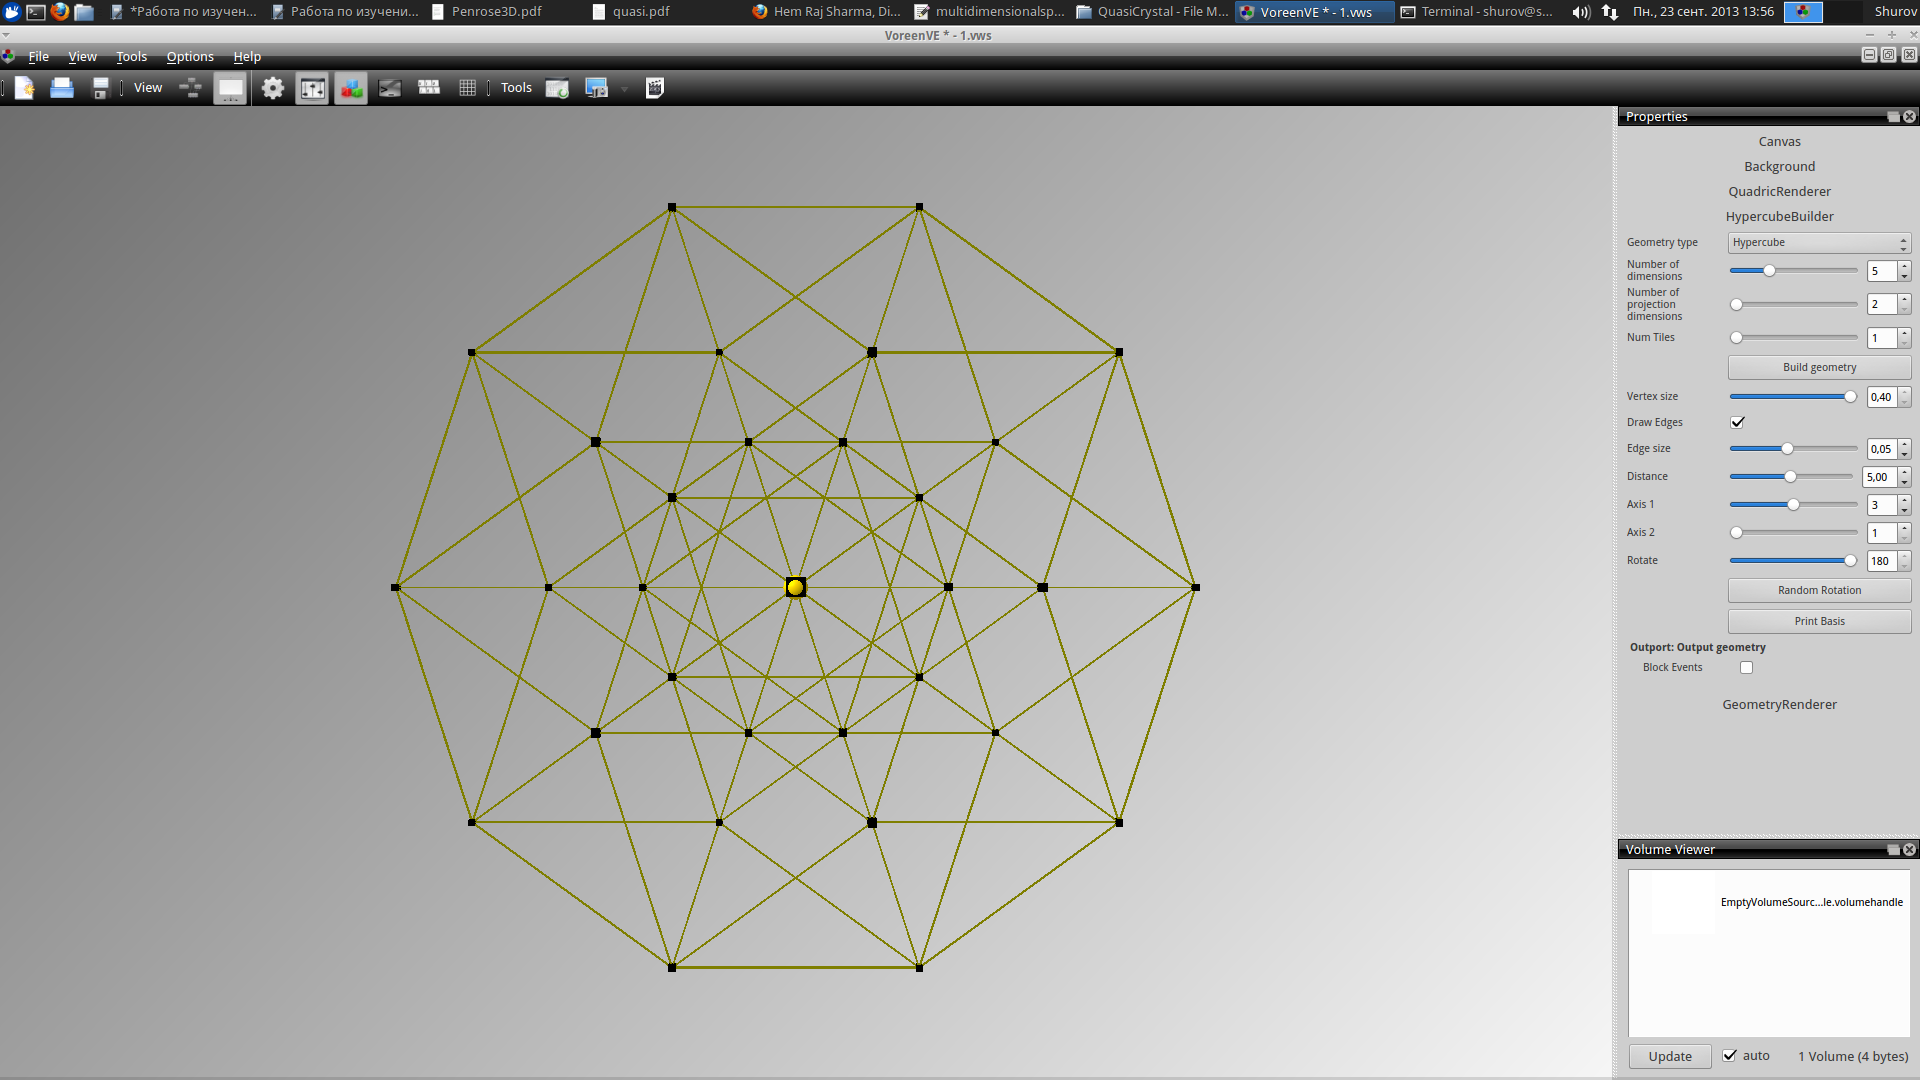 *Работа по изучен... Работа по изучени... Penrose3D.pdf quasi.pdf Hem Raj Sharma, Di... multidimensionalsp... QuasiCrystal - File M... VoreenVE * - 1.vws Terminal - shurov@s... Пн., 23 сент. 2013 13:56 Shurov
VoreenVE * - 1.vws
File View Tools Options Help
View Tools
Properties
Canvas
Background
QuadricRenderer
HypercubeBuilder
Geometry type Hypercube
Number of
dimensions 5
Number of
projection
dimensions 2
Num Tiles 1
Build geometry
Vertex size 0,40
Draw Edges
Edge size 0,05
Distance 5,00
Axis 1 3
Axis 2 1
Rotate 180
Random Rotation
Print Basis
Outport: Output geometry
Block Events
GeometryRenderer
Volume Viewer
EmptyVolumeSourc...le.volumehandle
Update auto 1 Volume (4 bytes)